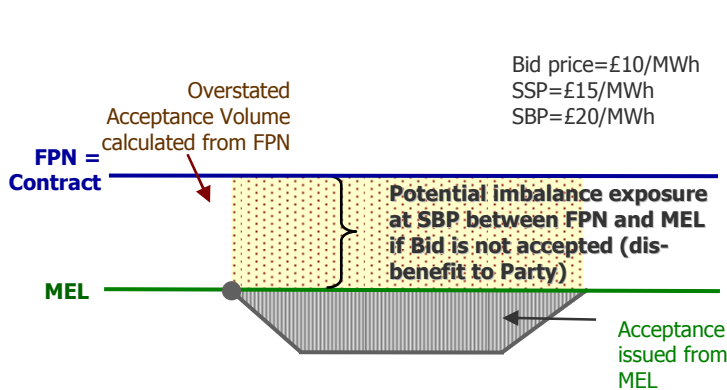 Bid price=£10/MWh
SSP=£15/MWh
SBP=£20/MWh
Overstated
Acceptance Volume
calculated from FPN
FPN =
Contract
Potential imbalance exposure
at SBP between FPN and MEL
if Bid is not accepted (dis-
benefit to Party)
MEL
Acceptance
issued from
MEL